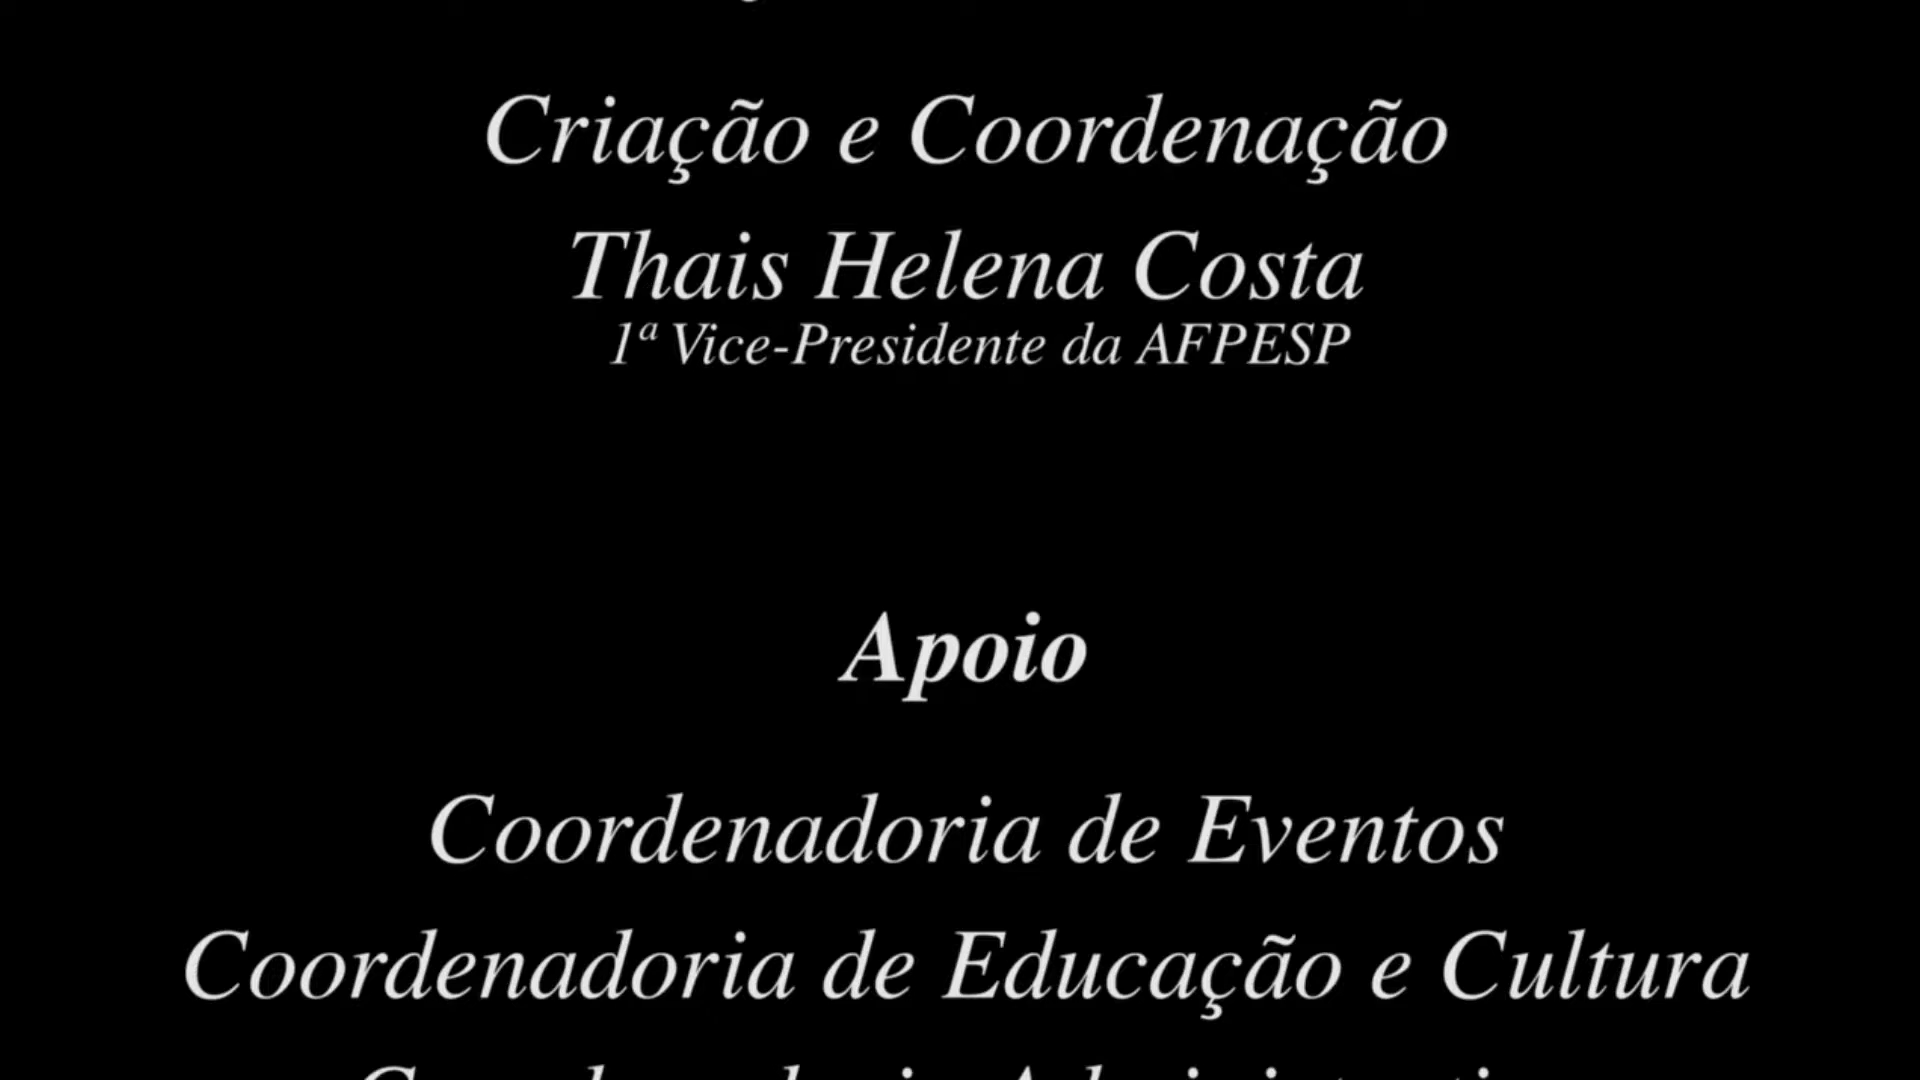 Criação e Coordenação
Thais Helena Costa
1ª Vice-Presidente da AFPESP
Apoio
Coordenadoria de Eventos
Coordenadoria de Educação e Cultura